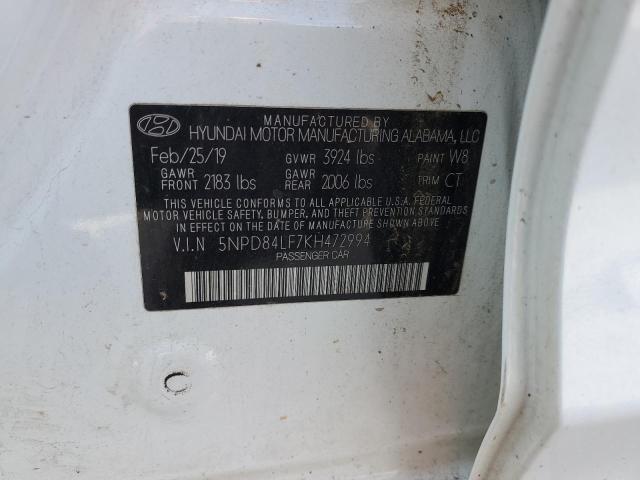 MANUFACTURED BY
HYUNDAI MOTOR MANUFACTURING ALABAMA, LLC
Feb/25/19 GVWR 3924 lbs PAINT W8
GAWR FRONT 2183 lbs GAWR REAR 2006 lbs TRIM CT
THIS VEHICLE CONFORMS TO ALL APPLICABLE U.S.A. FEDERAL
MOTOR VEHICLE SAFETY, BUMPER, AND THEFT PREVENTION
STANDARDS IN EFFECT ON THE DATE OF MANUFACTURE SHOWN ABOVE.
V.I.N 5NPD84LF7KH472994
PASSENGER CAR